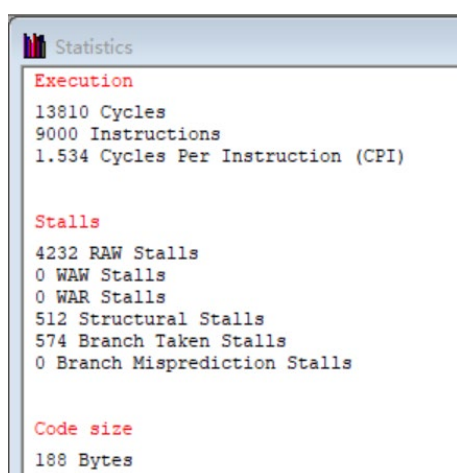 Statistics
Execution
13810 Cycles
9000 Instructions
1.534 Cycles Per Instruction (CPI)
Stalls
4232 RAW Stalls
0 WAW Stalls
0 WAR Stalls
512 Structural Stalls
574 Branch Taken Stalls
0 Branch Misprediction Stalls
Code size
188 Bytes